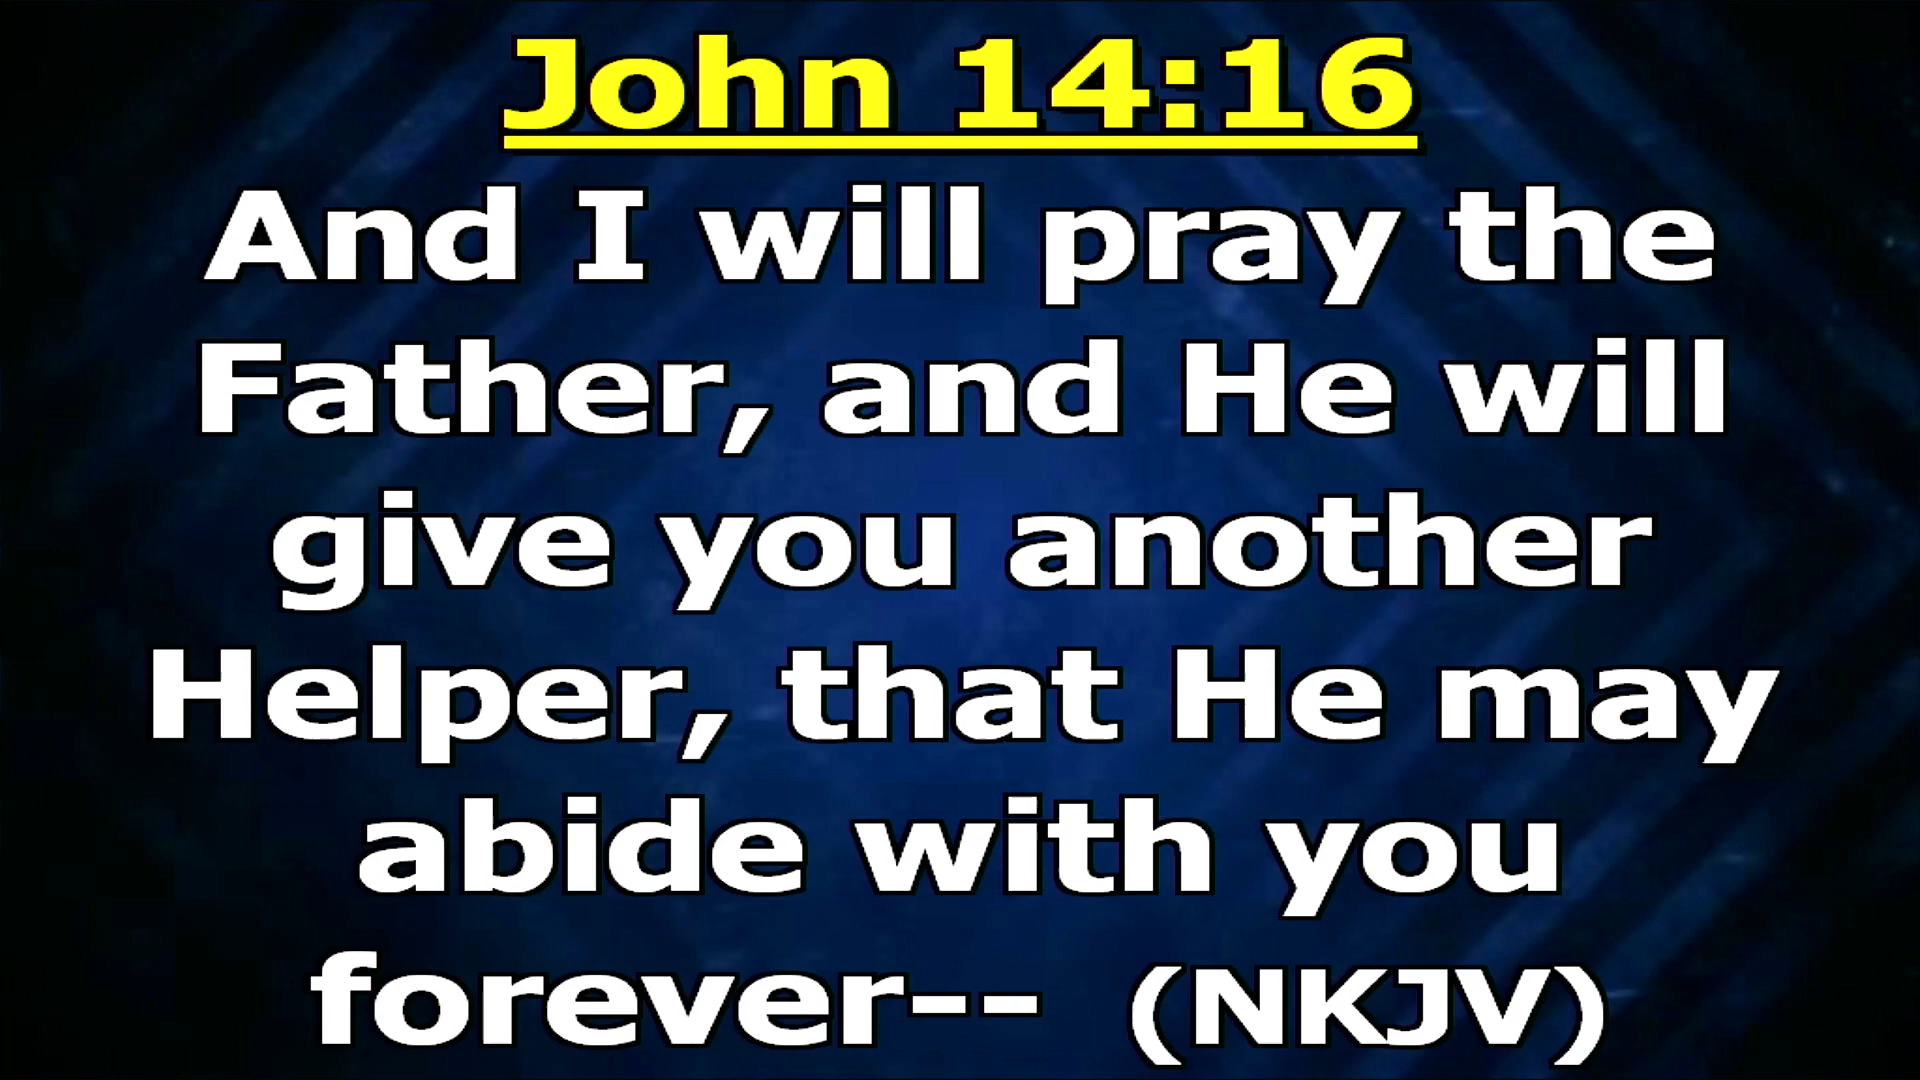 John 14:16
And I will pray the
Father, and He will
give you another
Helper, that He may
abide with you
forever--  (NKJV)